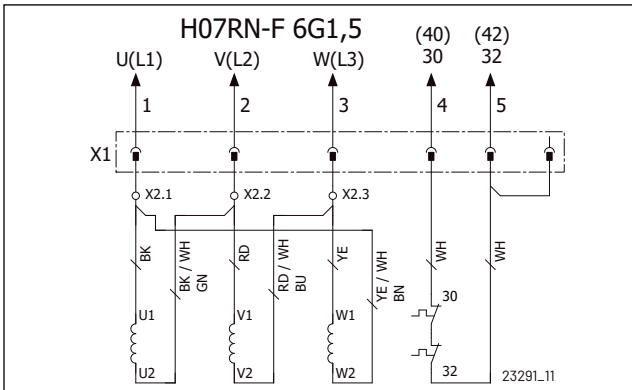 H07RN-F 6G1,5
(40) (42)
U(L1) V(L2) W(L3) 30 32
1 2 3 4 5
X1
X2.1 X2.2 X2.3
BK BK / WH GN RD RD / WH BU YE YE / WH BN WH WH
U1 V1 W1 30
U2 V2 W2 32
23291_11